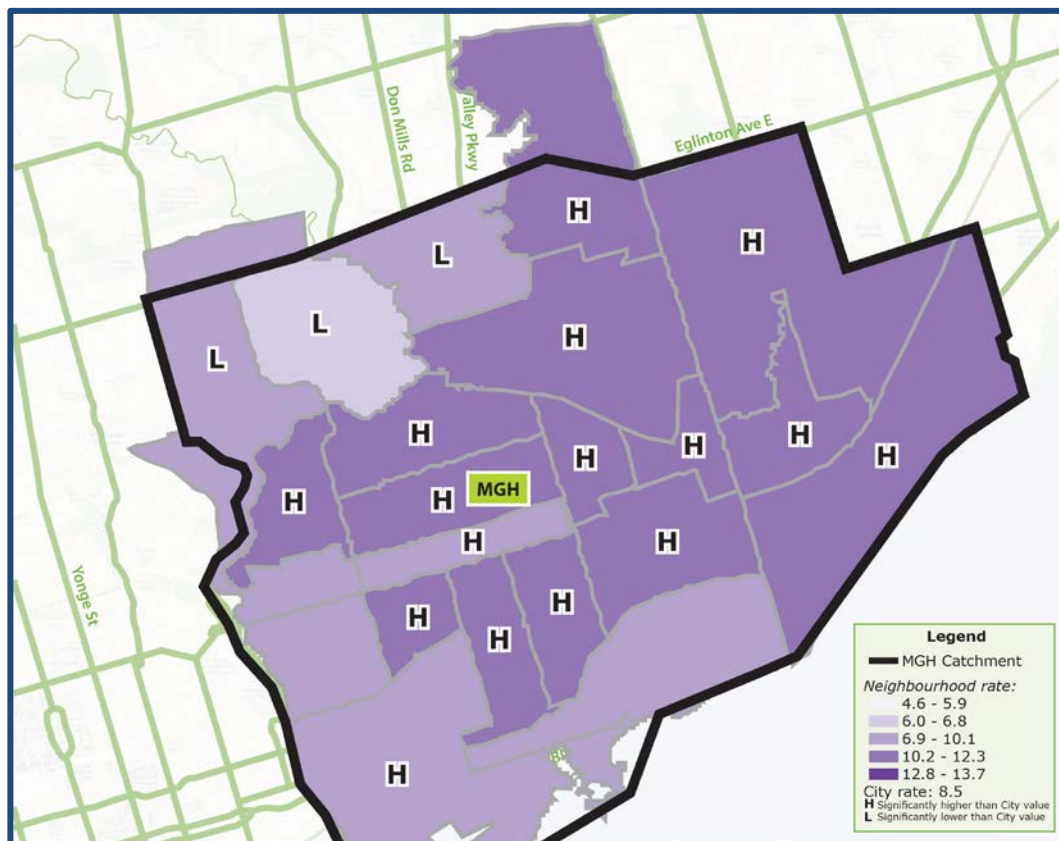 Don Mills Rd
alley Pkwy
Eglinton Ave E
H
H
L
L
H
L
H
H
H
H
H
MGH
H
H
H
H
H
H
H
Yonge St
H
Legend
MGH Catchment
Neighbourhood rate:
4.6 - 5.9
6.0 - 6.8
6.9 - 10.1
10.2 - 12.3
12.8 - 13.7
City rate: 8.5
H Significantly higher than City value
L Significantly lower than City value